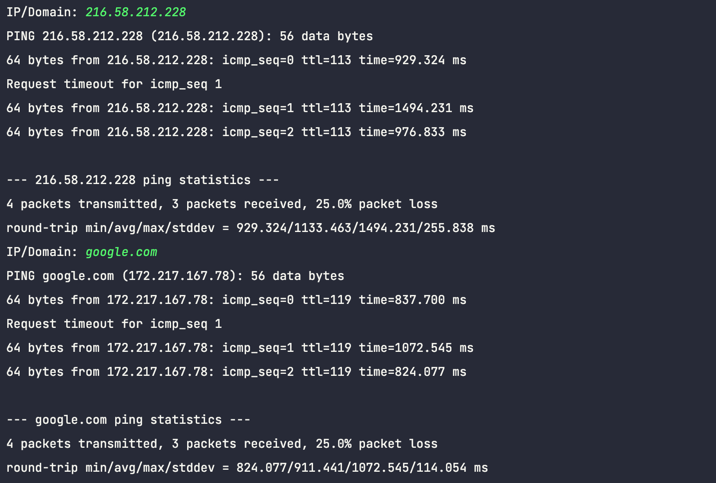 IP/Domain: 216.58.212.228
PING 216.58.212.228 (216.58.212.228): 56 data bytes
64 bytes from 216.58.212.228: icmp_seq=0 ttl=113 time=929.324 ms
Request timeout for icmp_seq 1
64 bytes from 216.58.212.228: icmp_seq=1 ttl=113 time=1494.231 ms
64 bytes from 216.58.212.228: icmp_seq=2 ttl=113 time=976.833 ms
--- 216.58.212.228 ping statistics ---
4 packets transmitted, 3 packets received, 25.0% packet loss
round-trip min/avg/max/stddev = 929.324/1133.463/1494.231/255.838 ms
IP/Domain: google.com
PING google.com (172.217.167.78): 56 data bytes
64 bytes from 172.217.167.78: icmp_seq=0 ttl=119 time=837.700 ms
Request timeout for icmp_seq 1
64 bytes from 172.217.167.78: icmp_seq=1 ttl=119 time=1072.545 ms
64 bytes from 172.217.167.78: icmp_seq=2 ttl=119 time=824.077 ms
--- google.com ping statistics ---
4 packets transmitted, 3 packets received, 25.0% packet loss
round-trip min/avg/max/stddev = 824.077/911.441/1072.545/114.054 ms